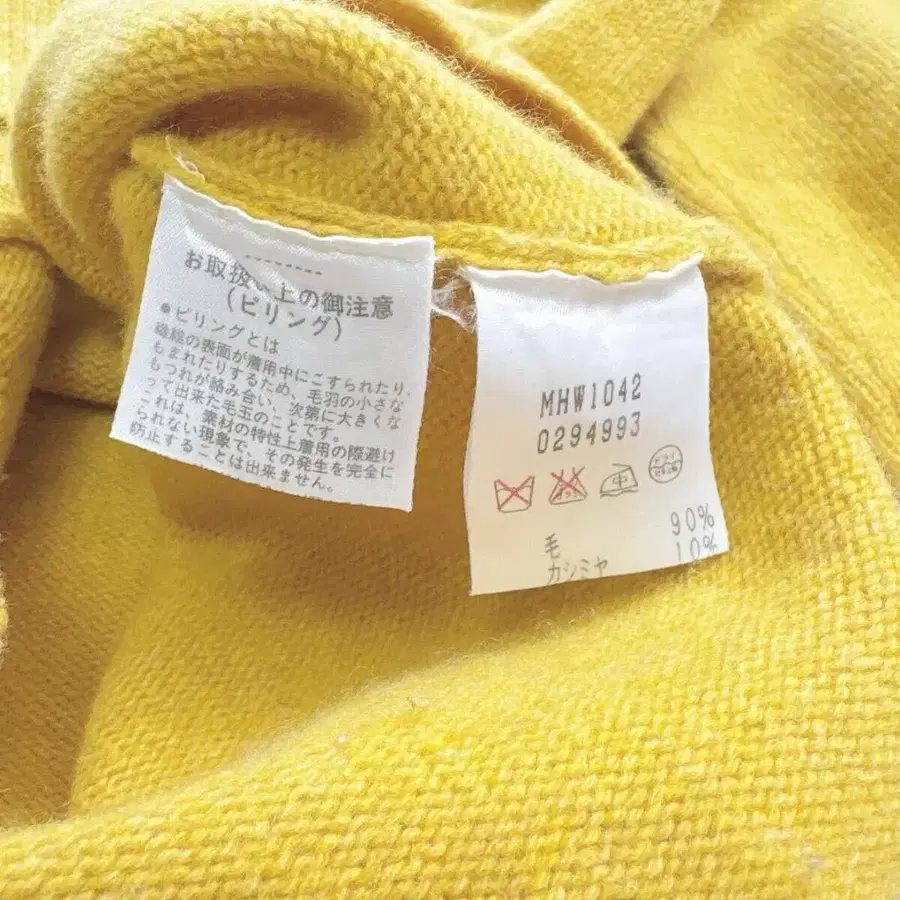 お取扱い上の御注意
(ピリング)
●ピリングとは
繊維の表面が着用中にこすられたり、
もまれたりするため、毛羽の小さな
もつれが絡み合い、次第に大きくな
って出来た毛玉のことです。
これは、素材の特性上着用の際避け
られない現象で、その発生を完全に
防止することは出来ません。
MHW1042
0294993
中
ドライ
毛 90%
カシミヤ 10%